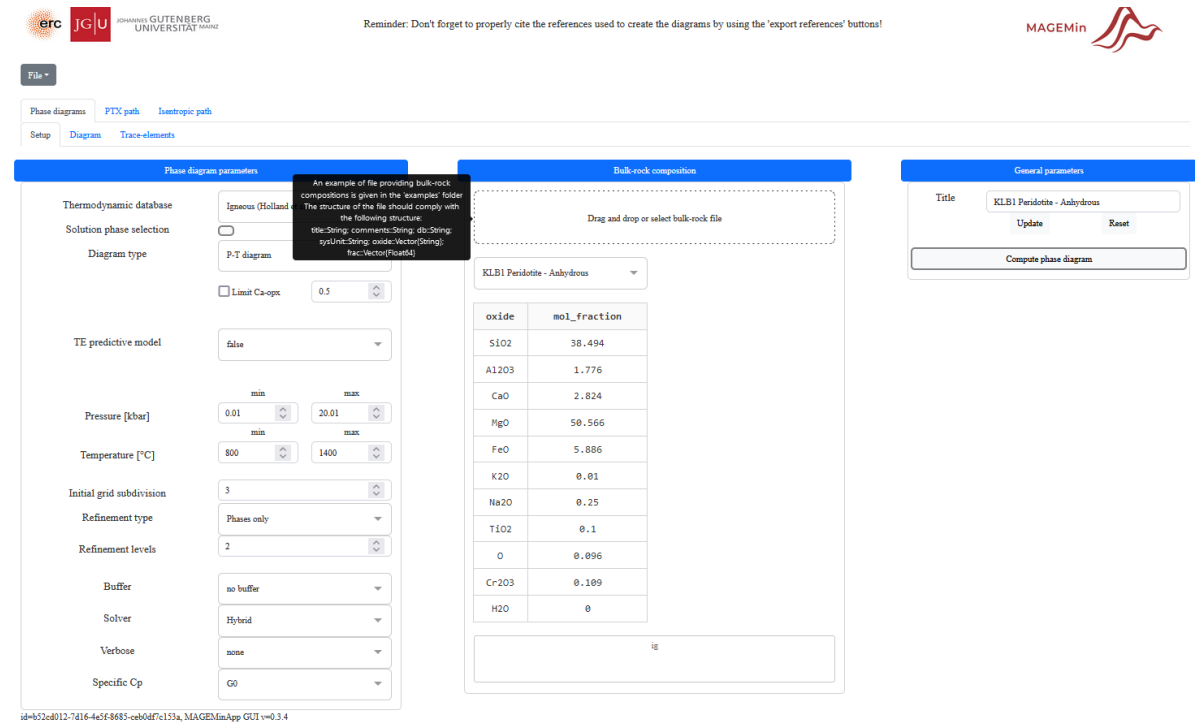 erc
JG|U
JOHANNES GUTENBERG
UNIVERSITÄT MAINZ
Reminder: Don't forget to properly cite the references used to create the diagrams by using the 'export references' buttons!
MAGEMin
File
Phase diagrams PTX path Isentropic path
Setup Diagram Trace-elements
Phase diagram parameters
Thermodynamic database
Igneous (Holland
Solution phase selection
Diagram type
P-T diagram
Limit Ca-opx
0.5
TE predictive model
false
min max
Pressure [kbar]
0.01 20.01
min max
Temperature [°C]
800 1400
Initial grid subdivision
3
Refinement type
Phases only
Refinement levels
2
Buffer
no buffer
Solver
Hybrid
Verbose
none
Specific Cp
G0
An example of file providing bulk-rock
compositions is given in the 'examples' folder
The structure of the file should comply with
the following structure:
title::String; comments::String; db::String;
sysUnit::String; oxide::Vector{String};
frac::Vector{Float64}
Bulk-rock composition
Drag and drop or select bulk-rock file
KLB1 Peridotite - Anhydrous
oxide mol_fraction
SiO2 38.494
Al2O3 1.776
CaO 2.824
MgO 50.566
FeO 5.886
K2O 0.01
Na2O 0.25
TiO2 0.1
O 0.096
Cr2O3 0.109
H2O 0
ig
General parameters
Title
KLB1 Peridotite - Anhydrous
Update Reset
Compute phase diagram
id=b52cd012-7d16-4e5f-8685-ceb0df7c153a, MAGEMinApp GUI v=0.3.4